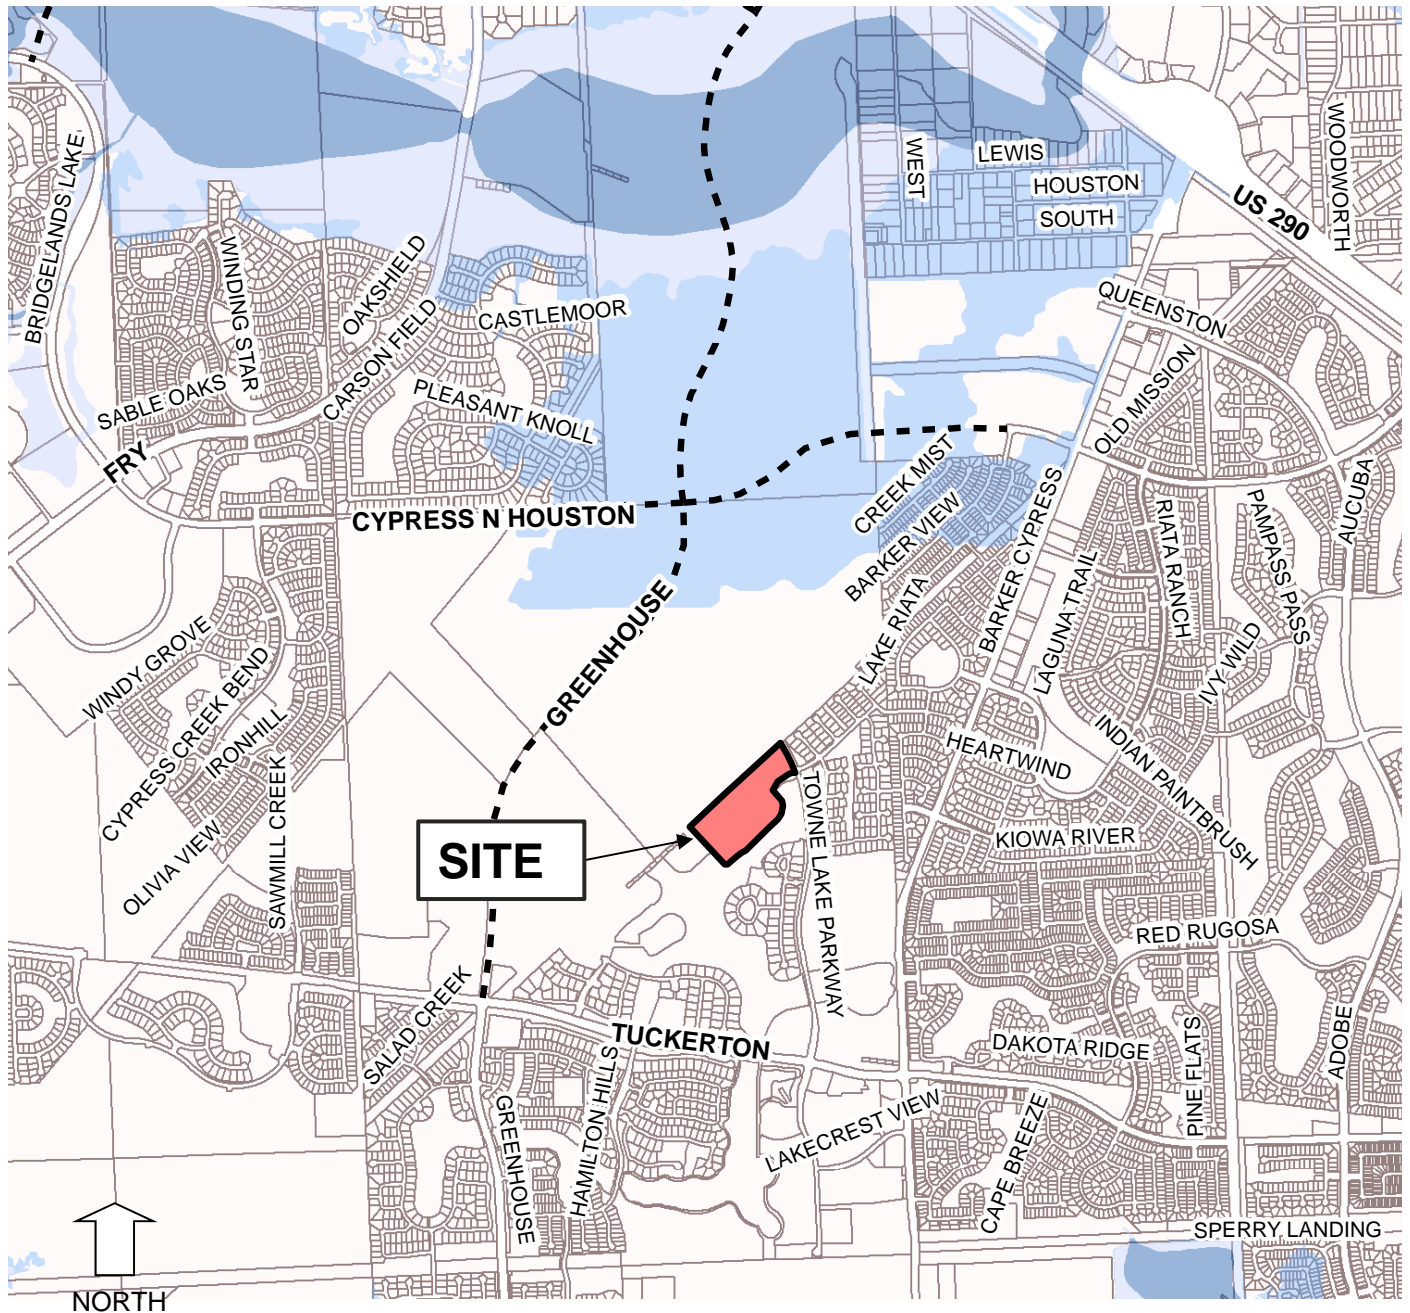 WEST
LEWIS
HOUSTON
SOUTH
WOODWORTH
US 290
BRIDGELANDS LAKE
WINDING STAR
OAKSHIELD
CARSON FIELD
CASTLEMOOR
QUEENSTON
OLD MISSION
SABLE OAKS
PLEASANT KNOLL
FRY
CYPRESS N HOUSTON
CREEK MIST
BARKER VIEW
BARKER CYPRESS
RIATA RANCH
PAMPASS PASS
AUCUBA
GREENHOUSE
LAKE RIATA
LAGUNA TRAIL
IVY WILD
WINDY GROVE
CYPRESS CREEK BEND
IRONHILL
OLIVIA VIEW
SAWMILL CREEK
HEARTWIND
INDIAN PAINTBRUSH
TOWNE LAKE PARKWAY
KIOWA RIVER
SITE
RED RUGOSA
SALAD CREEK
TUCKERTON
DAKOTA RIDGE
PINE FLATS
ADOBE
GREENHOUSE
HAMILTON HILLS
LAKECREST VIEW
CAPE BREEZE
SPERRY LANDING
NORTH